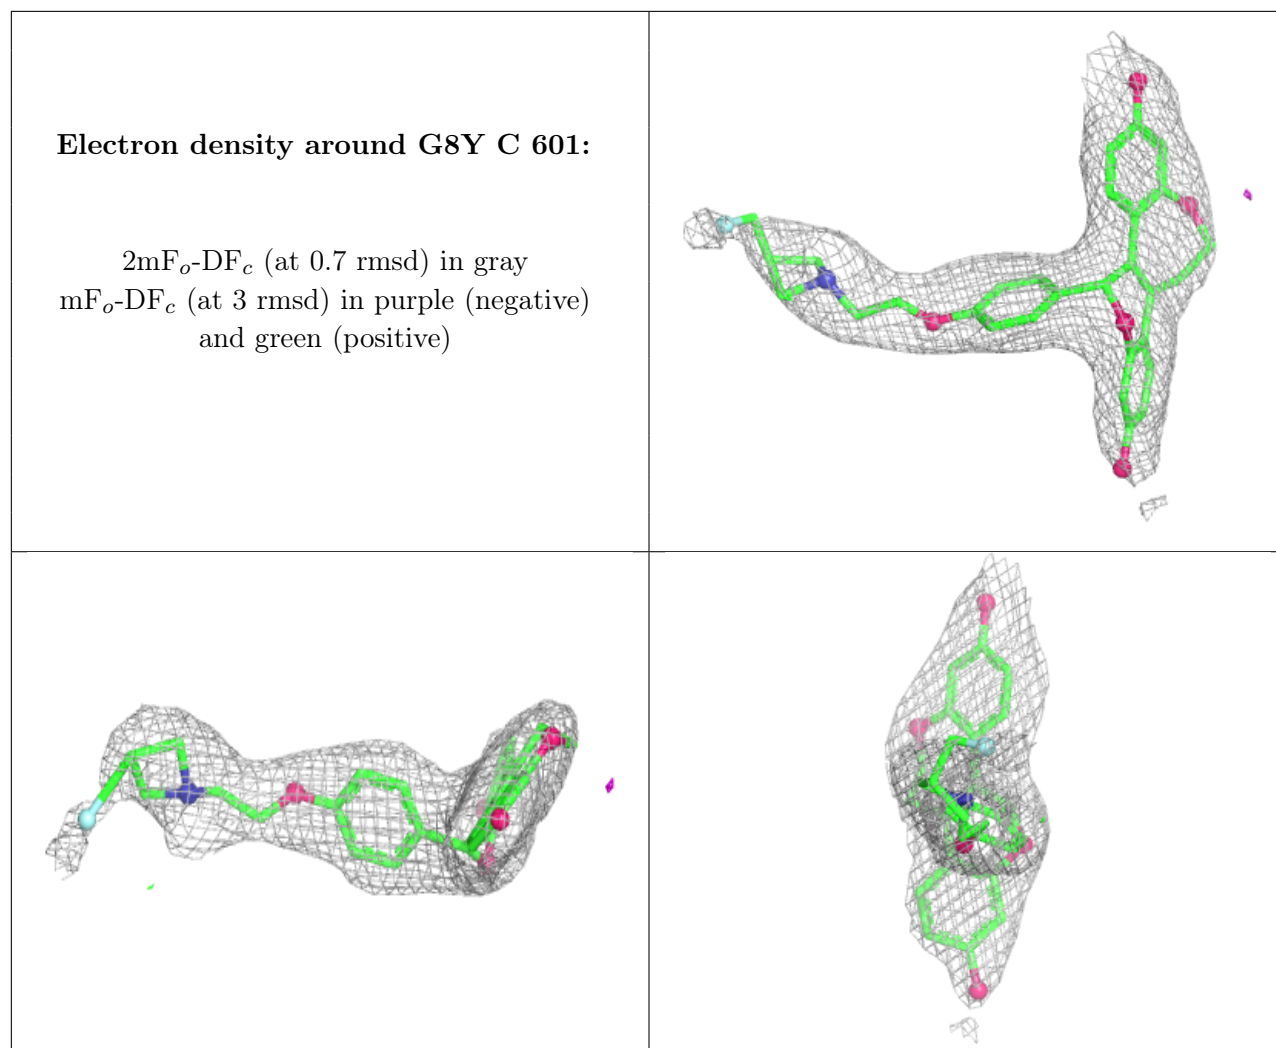 Electron density around G8Y C 601:
2mFo-DFc (at 0.7 rmsd) in gray
mFo-DFc (at 3 rmsd) in purple (negative)
and green (positive)